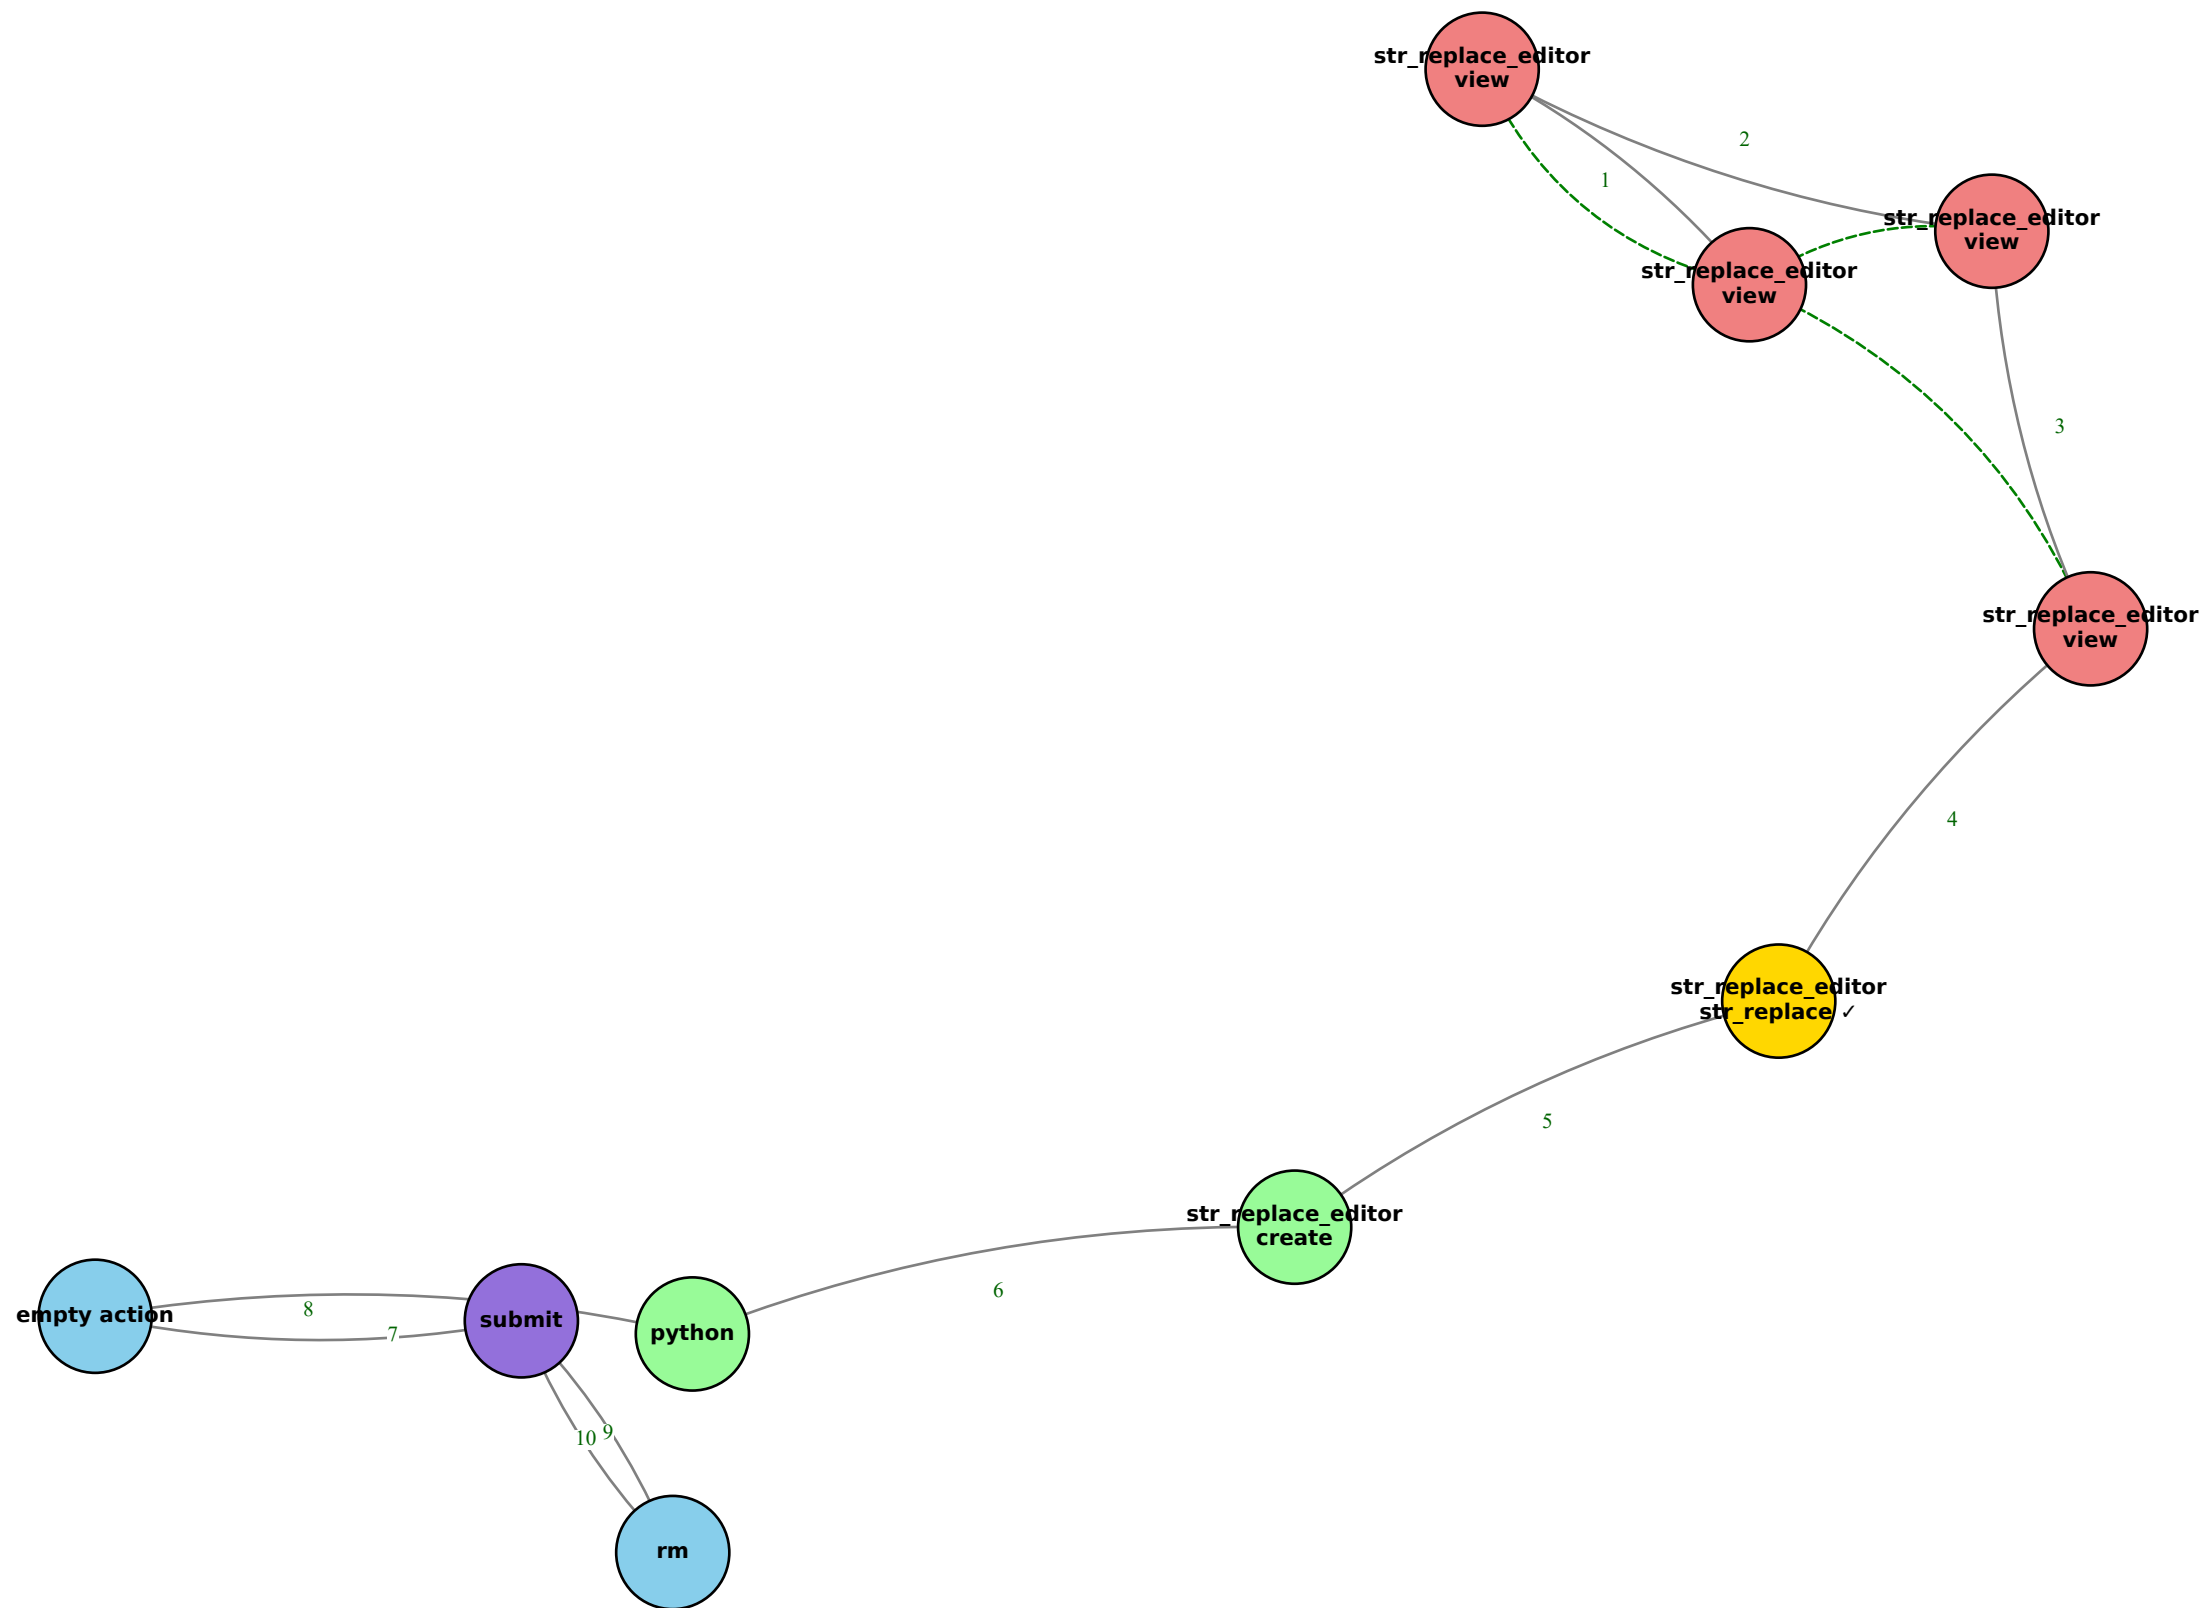 str_replace_editor
view
2
1
str_replace_editor
view
str_replace_editor
view
3
str_replace_editor
view
4
str_replace_editor
str_replace ✓
5
str_replace_editor
create
6
8
empty action
submit
7
python
10
9
rm